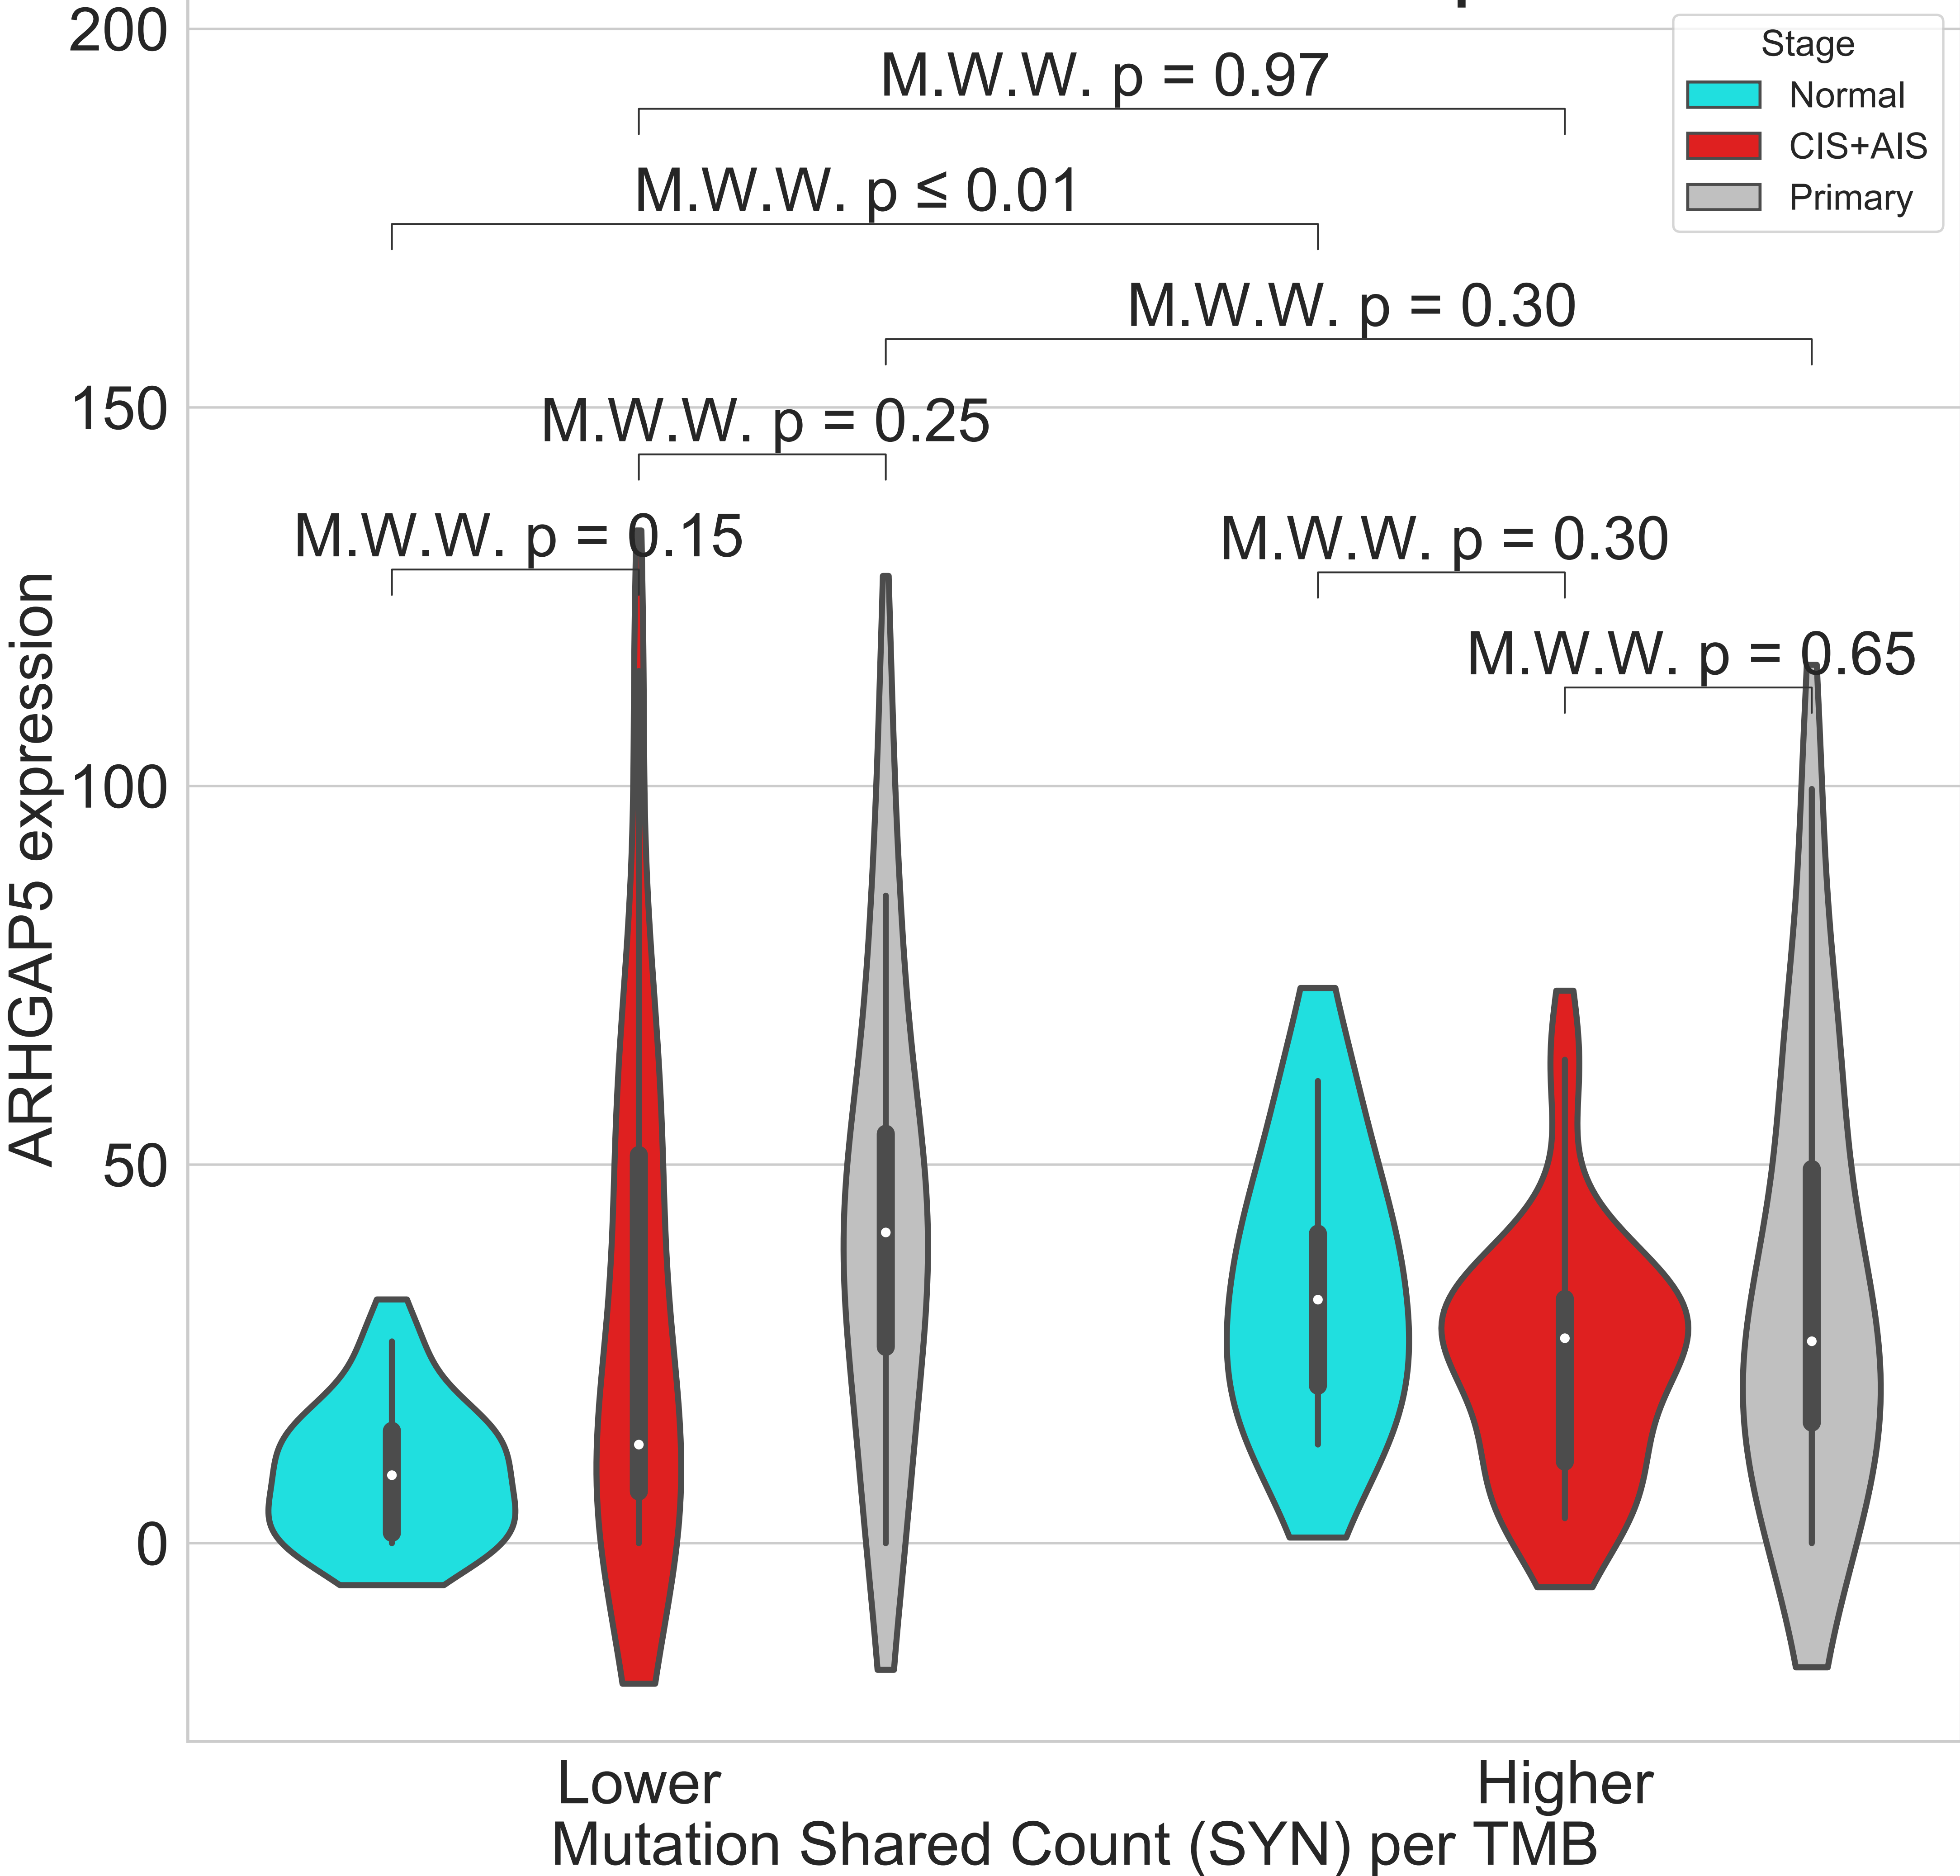 200
M.W.W. p = 0.97
Stage
Normal
CIS+AIS
Primary
M.W.W. p ≤ 0.01
M.W.W. p = 0.30
150
M.W.W. p = 0.25
M.W.W. p = 0.15
M.W.W. p = 0.30
M.W.W. p = 0.65
100
50
0
ARHGAP5 expression
Lower
Higher
Mutation Shared Count (SYN) per TMB